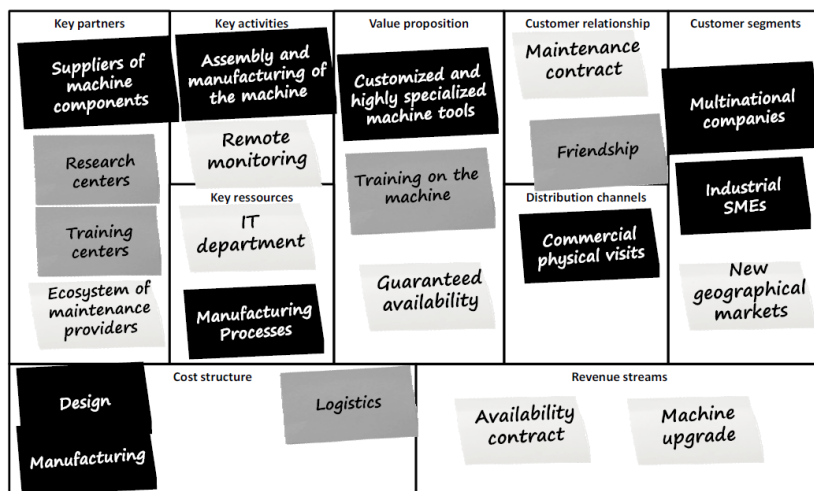 Key partners
Suppliers of
machine
components
Research
centers
Training
centers
Ecosystem of
maintenance
providers
Key activities
Assembly and
manufacturing of
the machine
Remote
monitoring
Key ressources
IT
department
Manufacturing
Processes
Value proposition
Customized and
highly specialized
machine tools
Training on the
machine
Guaranteed
availability
Customer relationship
Maintenance
contract
Friendship
Distribution channels
Commercial
physical visits
Customer segments
Multinational
companies
Industrial
SMEs
New
geographical
markets
Cost structure
Design
Manufacturing
Logistics
Revenue streams
Availability
contract
Machine
upgrade